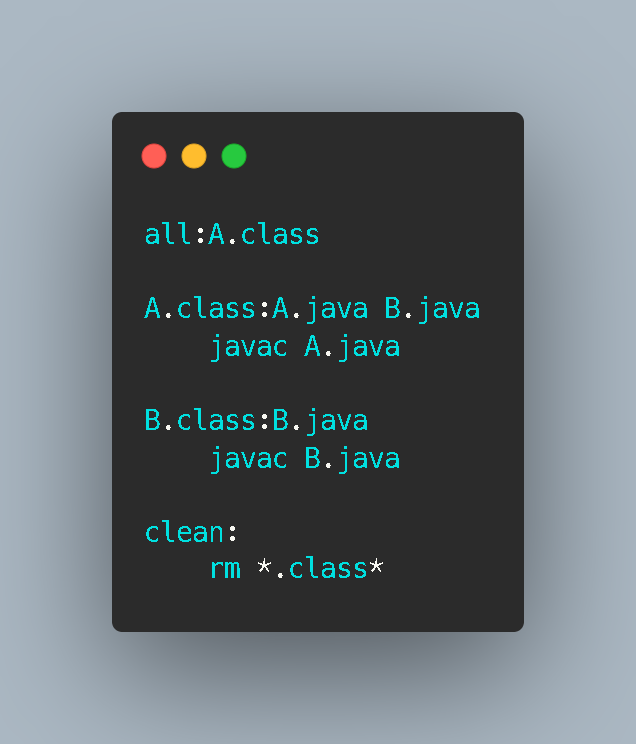 all:A.class
A.class:A.java B.java
javac A.java
B.class:B.java
javac B.java
clean:
rm *.class*